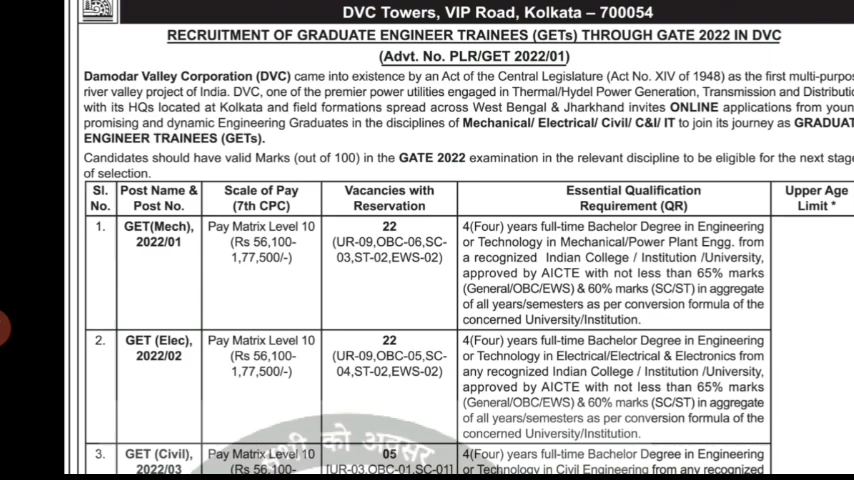 DVC Towers, VIP Road, Kolkata – 700054
RECRUITMENT OF GRADUATE ENGINEER TRAINEES (GETs) THROUGH GATE 2022 IN DVC
(Advt. No. PLR/GET 2022/01)
Damodar Valley Corporation (DVC) came into existence by an Act of the Central Legislature (Act No. XIV of 1948) as the first multi-purpos
river valley project of India. DVC, one of the premier power utilities engaged in Thermal/Hydel Power Generation, Transmission and Distributio
with its HQs located at Kolkata and field formations spread across West Bengal & Jharkhand invites ONLINE applications from youn
promising and dynamic Engineering Graduates in the disciplines of Mechanical/ Electrical/ Civil/ C&I/ IT to join its journey as GRADUAT
ENGINEER TRAINEES (GETs).
Candidates should have valid Marks (out of 100) in the GATE 2022 examination in the relevant discipline to be eligible for the next stage
of selection.
Sl. No. Post Name & Post No. Scale of Pay (7th CPC) Vacancies with Reservation Essential Qualification Requirement (QR) Upper Age Limit *
1. GET(Mech), Pay Matrix Level 10 22 4(Four) years full-time Bachelor Degree in Engineering
2022/01 (Rs 56,100- (UR-09,OBC-06,SC- or Technology in Mechanical/Power Plant Engg. from
1,77,500/-) 03,ST-02,EWS-02) a recognized Indian College / Institution /University,
approved by AICTE with not less than 65% marks
(General/OBC/EWS) & 60% marks (SC/ST) in aggregate
of all years/semesters as per conversion formula of the
concerned University/Institution.
2. GET (Elec), Pay Matrix Level 10 22 4(Four) years full-time Bachelor Degree in Engineering
2022/02 (Rs 56,100- (UR-09,OBC-05,SC- or Technology in Electrical/Electrical & Electronics from
1,77,500/-) 04,ST-02,EWS-02) any recognized Indian College / Institution /University,
approved by AICTE with not less than 65% marks
(General/OBC/EWS) & 60% marks (SC/ST) in aggregate
of all years/semesters as per conversion formula of the
concerned University/Institution.
3. GET (Civil), Pay Matrix Level 10 05 4(Four) years full-time Bachelor Degree in Engineering
2022/03 (Rs 56,100- [UR-03,OBC-01,SC-01] or Technology in Civil Engineering from any recognized
को अवसर